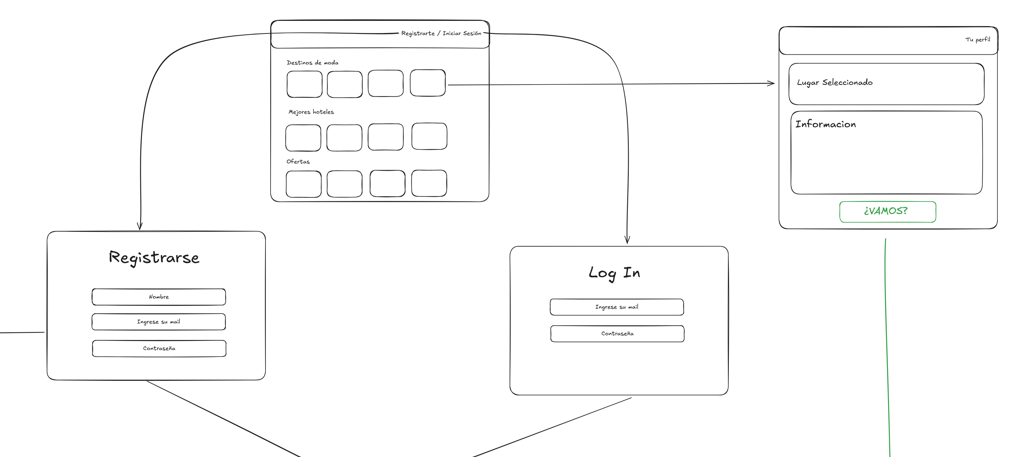 Registrarte / Iniciar Sesión
Destinos de moda
Mejores hoteles
Ofertas
Tu perfil
Lugar Seleccionado
Informacion
¿VAMOS?
Registrarse
Nombre
Ingrese su mail
Contraseña
Log In
Ingrese su mail
Contraseña